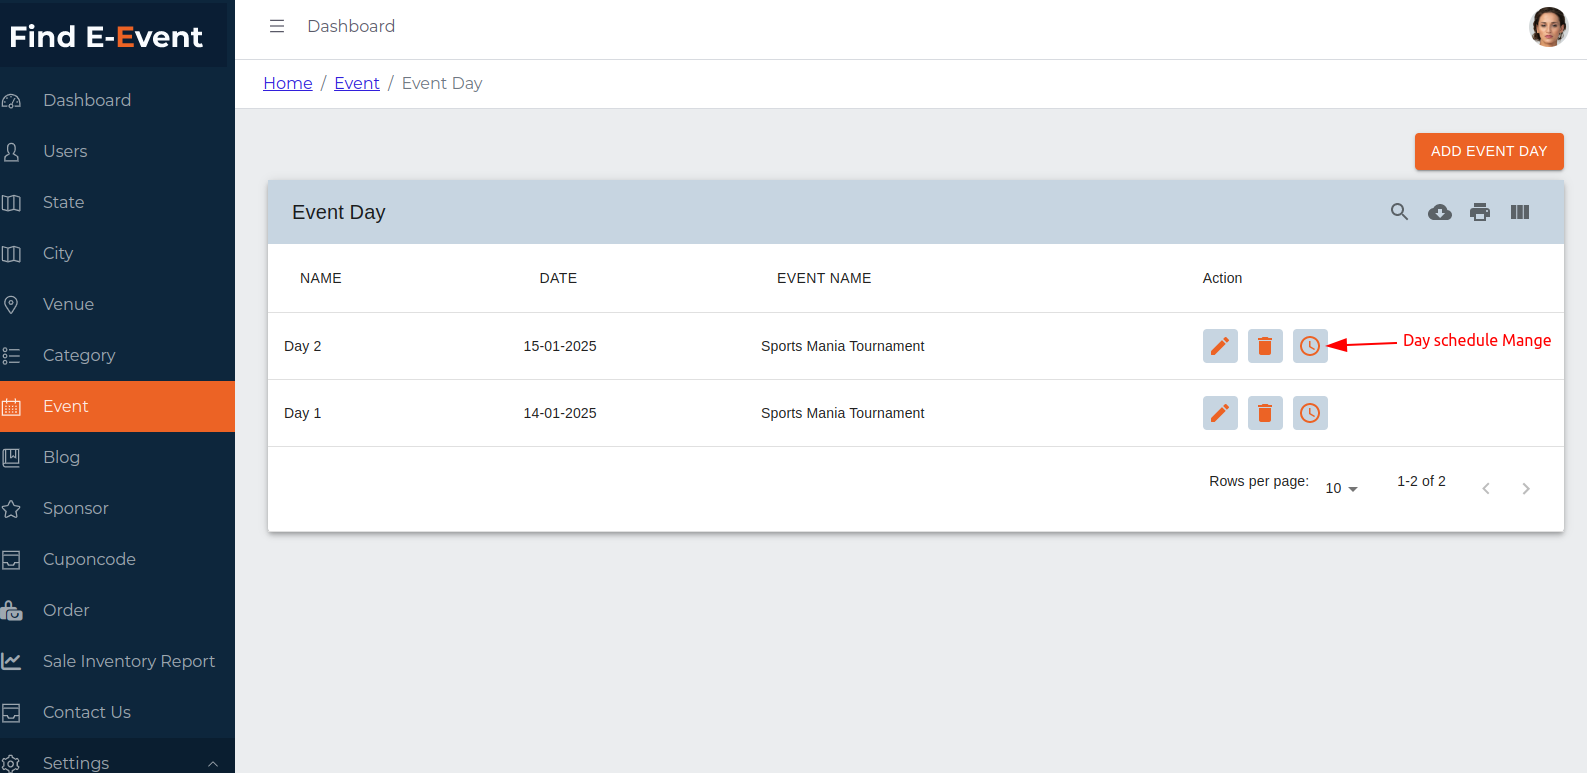 Find E-Event
Dashboard
Users
State
City
Venue
Category
Event
Blog
Sponsor
Cuponcode
Order
Sale Inventory Report
Contact Us
Settings
Dashboard
Home / Event / Event Day
ADD EVENT DAY
Event Day
NAME DATE EVENT NAME Action
Day 2 15-01-2025 Sports Mania Tournament Day schedule Mange
Day 1 14-01-2025 Sports Mania Tournament
Rows per page: 10 1-2 of 2